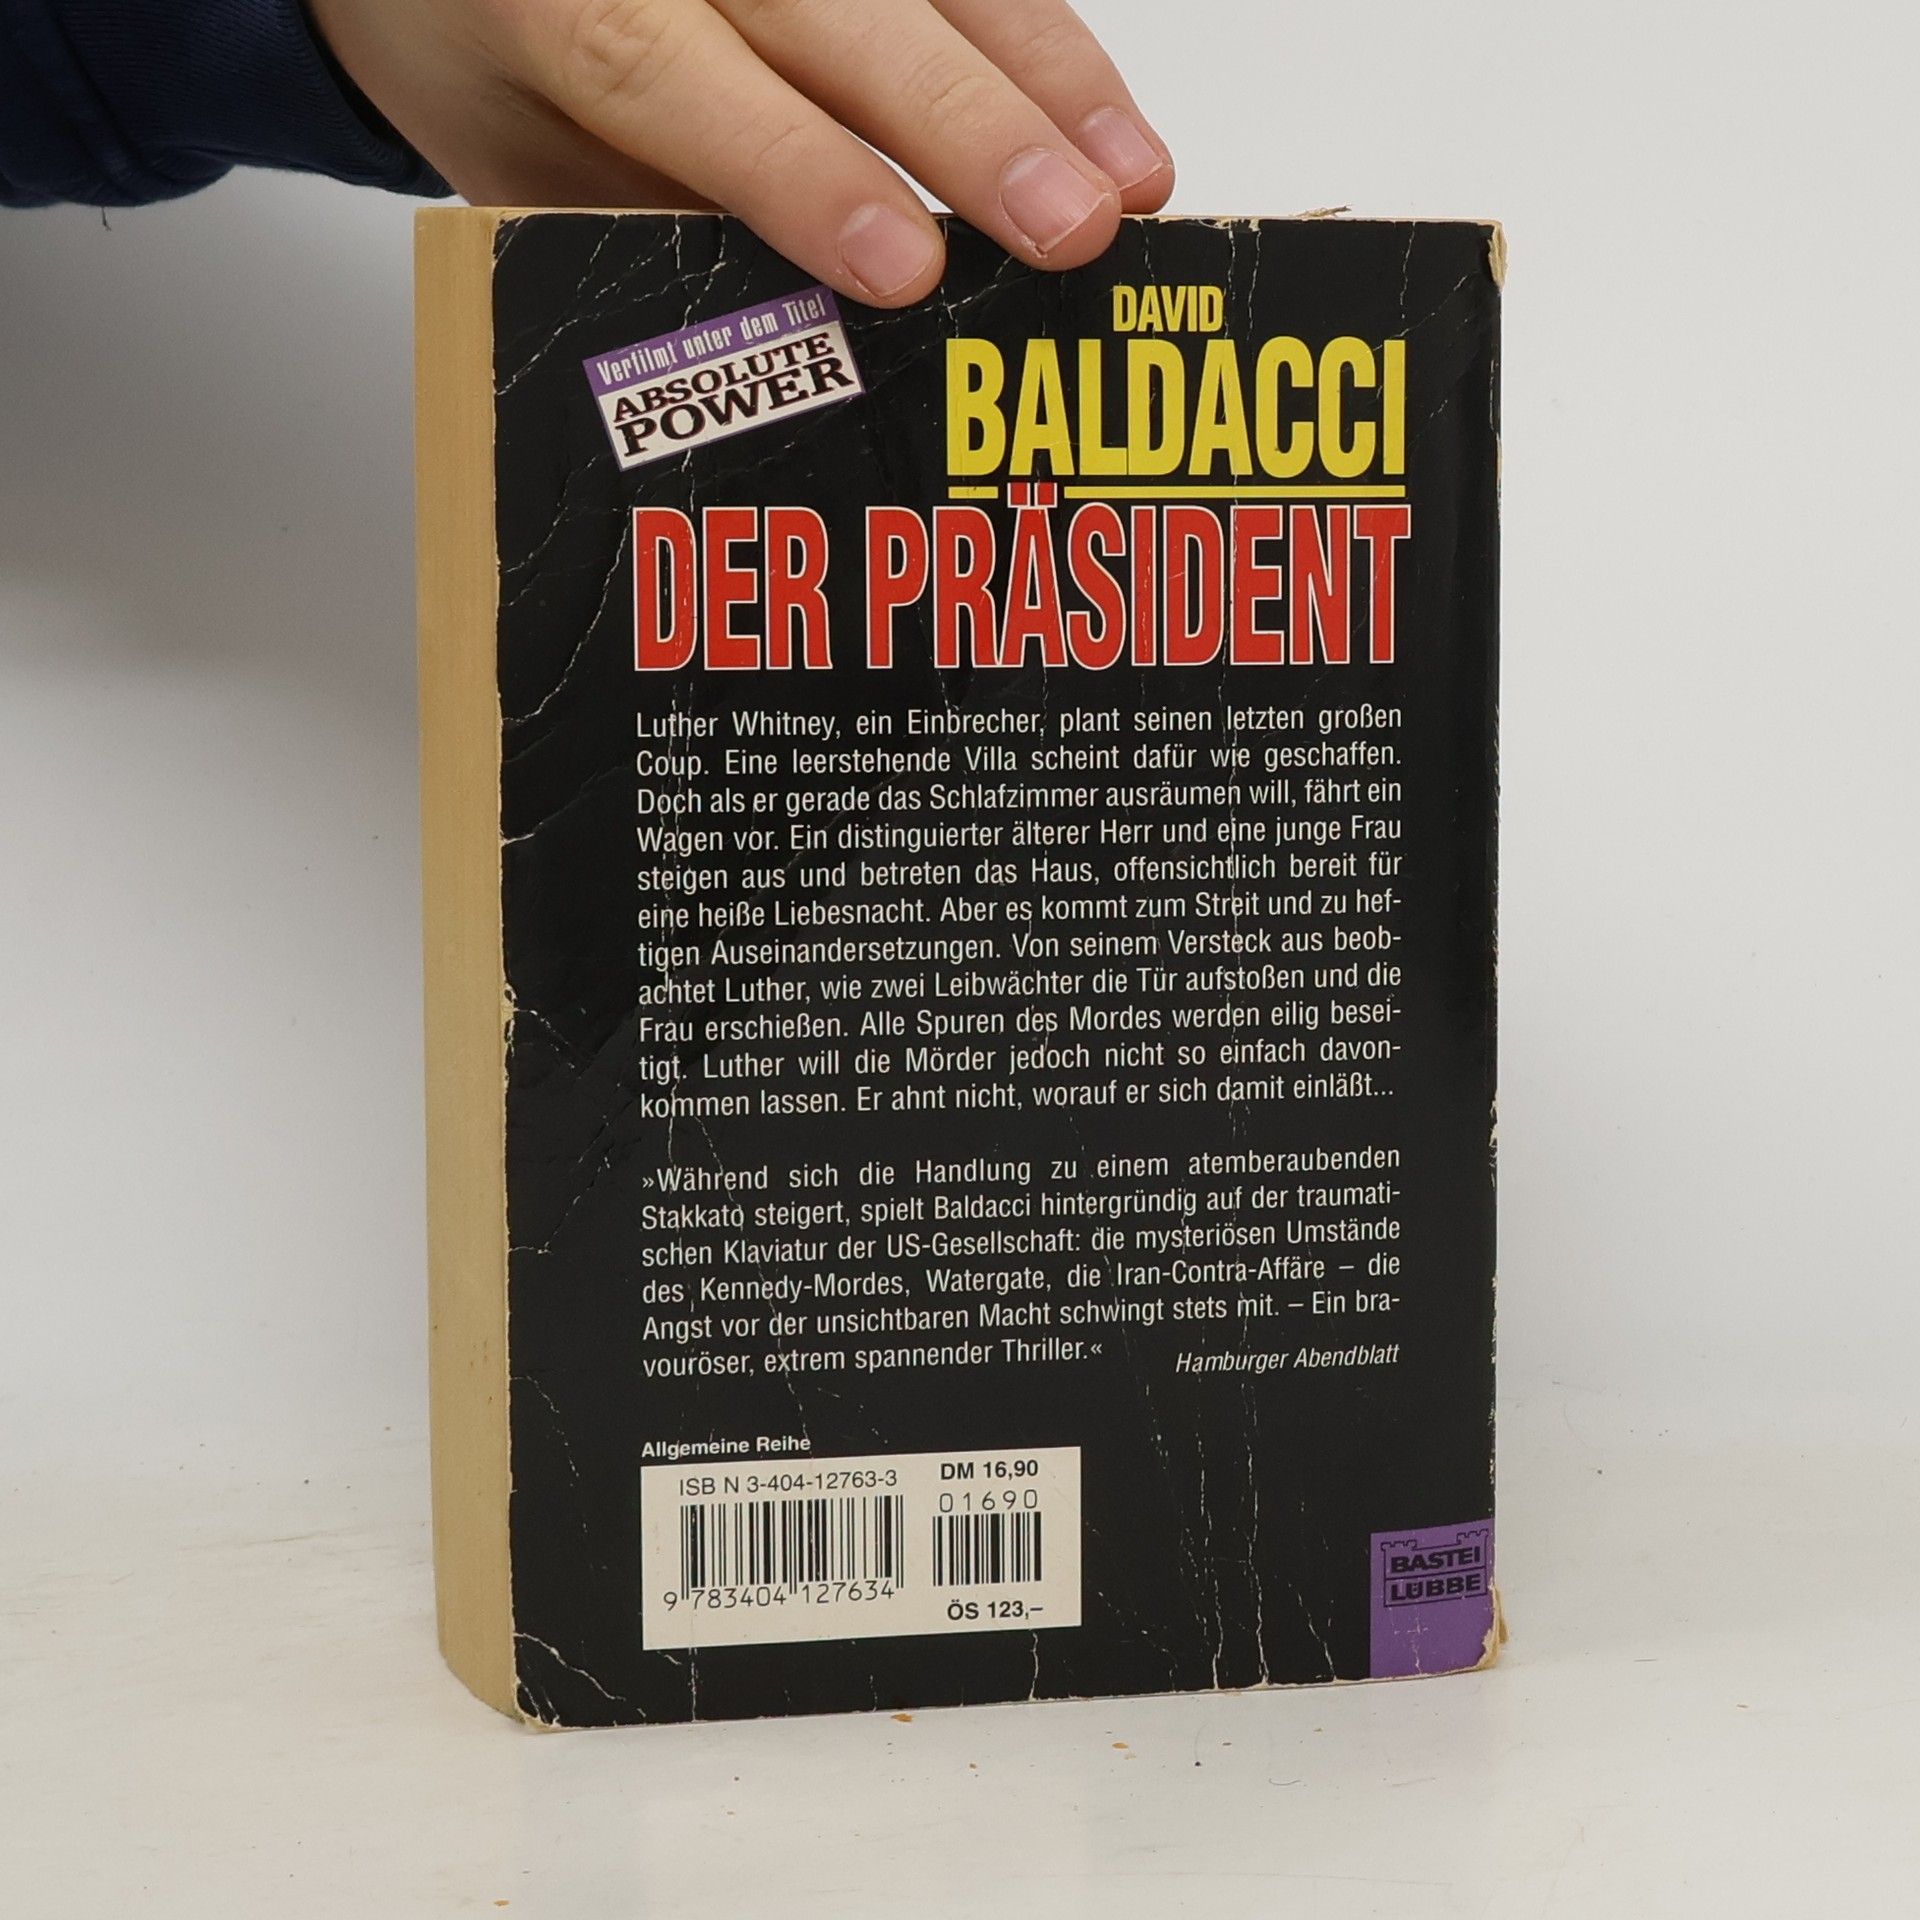 Verfilmt unter dem Titel
ABSOLUTE
POWER
DAVID
BALDACCI
DER PRÄSIDENT
Luther Whitney, ein Einbrecher, plant seinen letzten großen
Coup. Eine leerstehende Villa scheint dafür wie geschaffen.
Doch als er gerade das Schlafzimmer ausräumen will, fährt ein
Wagen vor. Ein distinguierter älterer Herr und eine junge Frau
steigen aus und betreten das Haus, offensichtlich bereit für
eine heiße Liebesnacht. Aber es kommt zum Streit und zu hef-
tigen Auseinandersetzungen. Von seinem Versteck aus beob-
achtet Luther, wie zwei Leibwächter die Tür aufstoßen und die
Frau erschießen. Alle Spuren des Mordes werden eilig besei-
tigt. Luther will die Mörder jedoch nicht so einfach davon-
kommen lassen. Er ahnt nicht, worauf er sich damit einläßt...
»Während sich die Handlung zu einem atemberaubenden
Stakkato steigert, spielt Baldacci hintergründig auf der traumati-
schen Klaviatur der US-Gesellschaft: die mysteriösen Umstände
des Kennedy-Mordes, Watergate, die Iran-Contra-Affäre – die
Angst vor der unsichtbaren Macht schwingt stets mit. – Ein bra-
vouröser, extrem spannender Thriller.«
Hamburger Abendblatt
Allgemeine Reihe
ISBN 3-404-12763-3
DM 16,90
01690
9 783404 127634
ÖS 123,–
BASTEI
LÜBBE